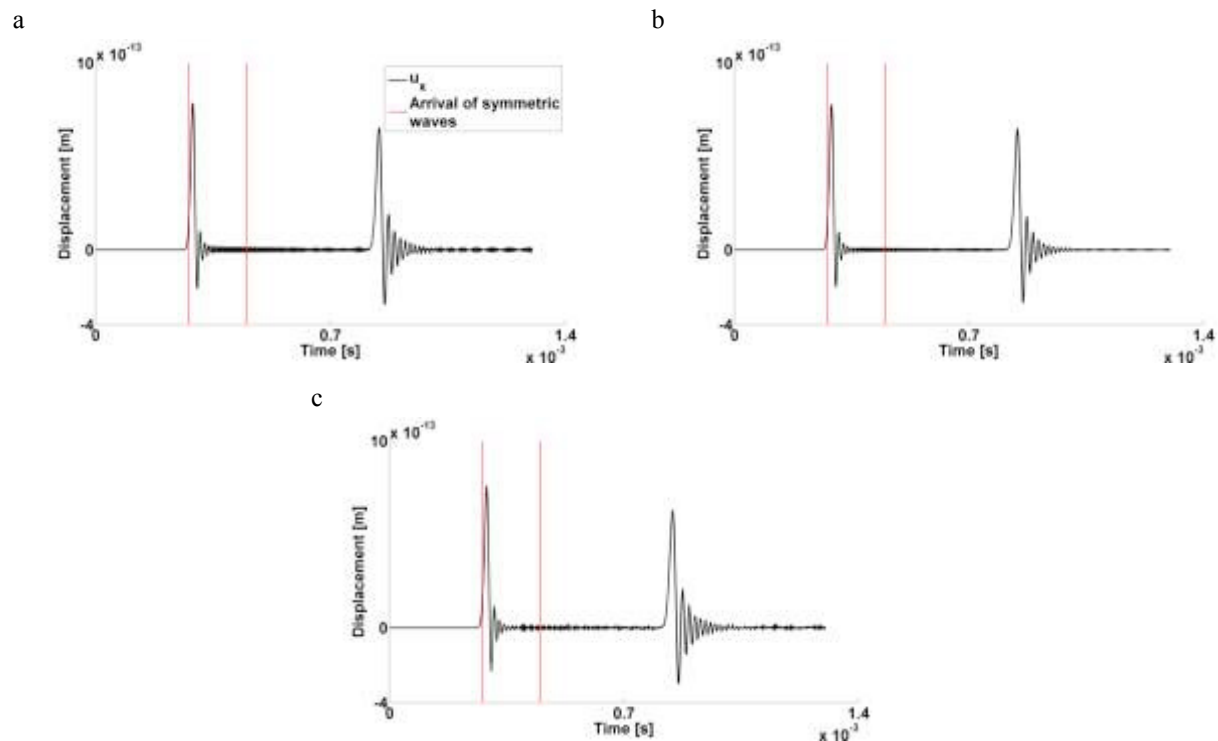 a
10 x 10⁻¹³
Displacement [m]
0
-4
0
0.7
1.4
Time [s]
x 10⁻³
uₓ
Arrival of symmetric
waves
b
10 x 10⁻¹³
Displacement [m]
0
-4
0
0.7
1.4
Time [s]
x 10⁻³
c
10 x 10⁻¹³
Displacement [m]
0
-4
0
0.7
1.4
Time [s]
x 10⁻³